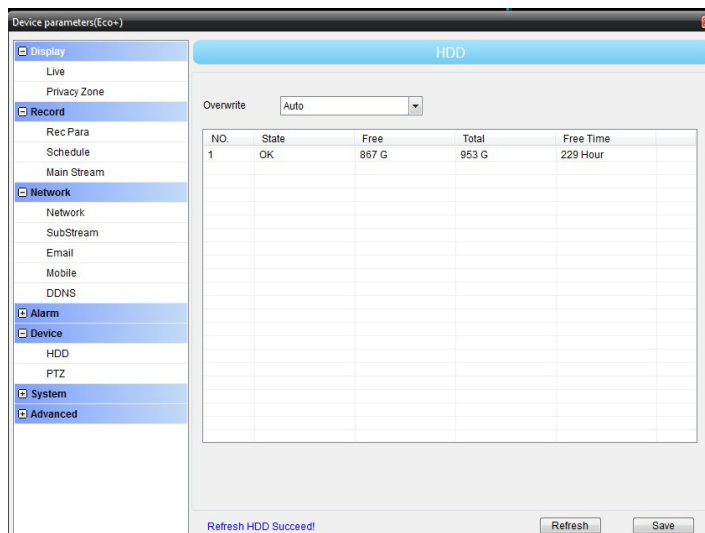 Device parameters(Eco+)
Display
Live
Privacy Zone
Record
Rec Para
Schedule
Main Stream
Network
Network
SubStream
Email
Mobile
DDNS
Alarm
Device
HDD
PTZ
System
Advanced
HDD
Overwrite Auto
NO. State Free Total Free Time
1 OK 867 G 953 G 229 Hour
Refresh HDD Succeed! Refresh Save